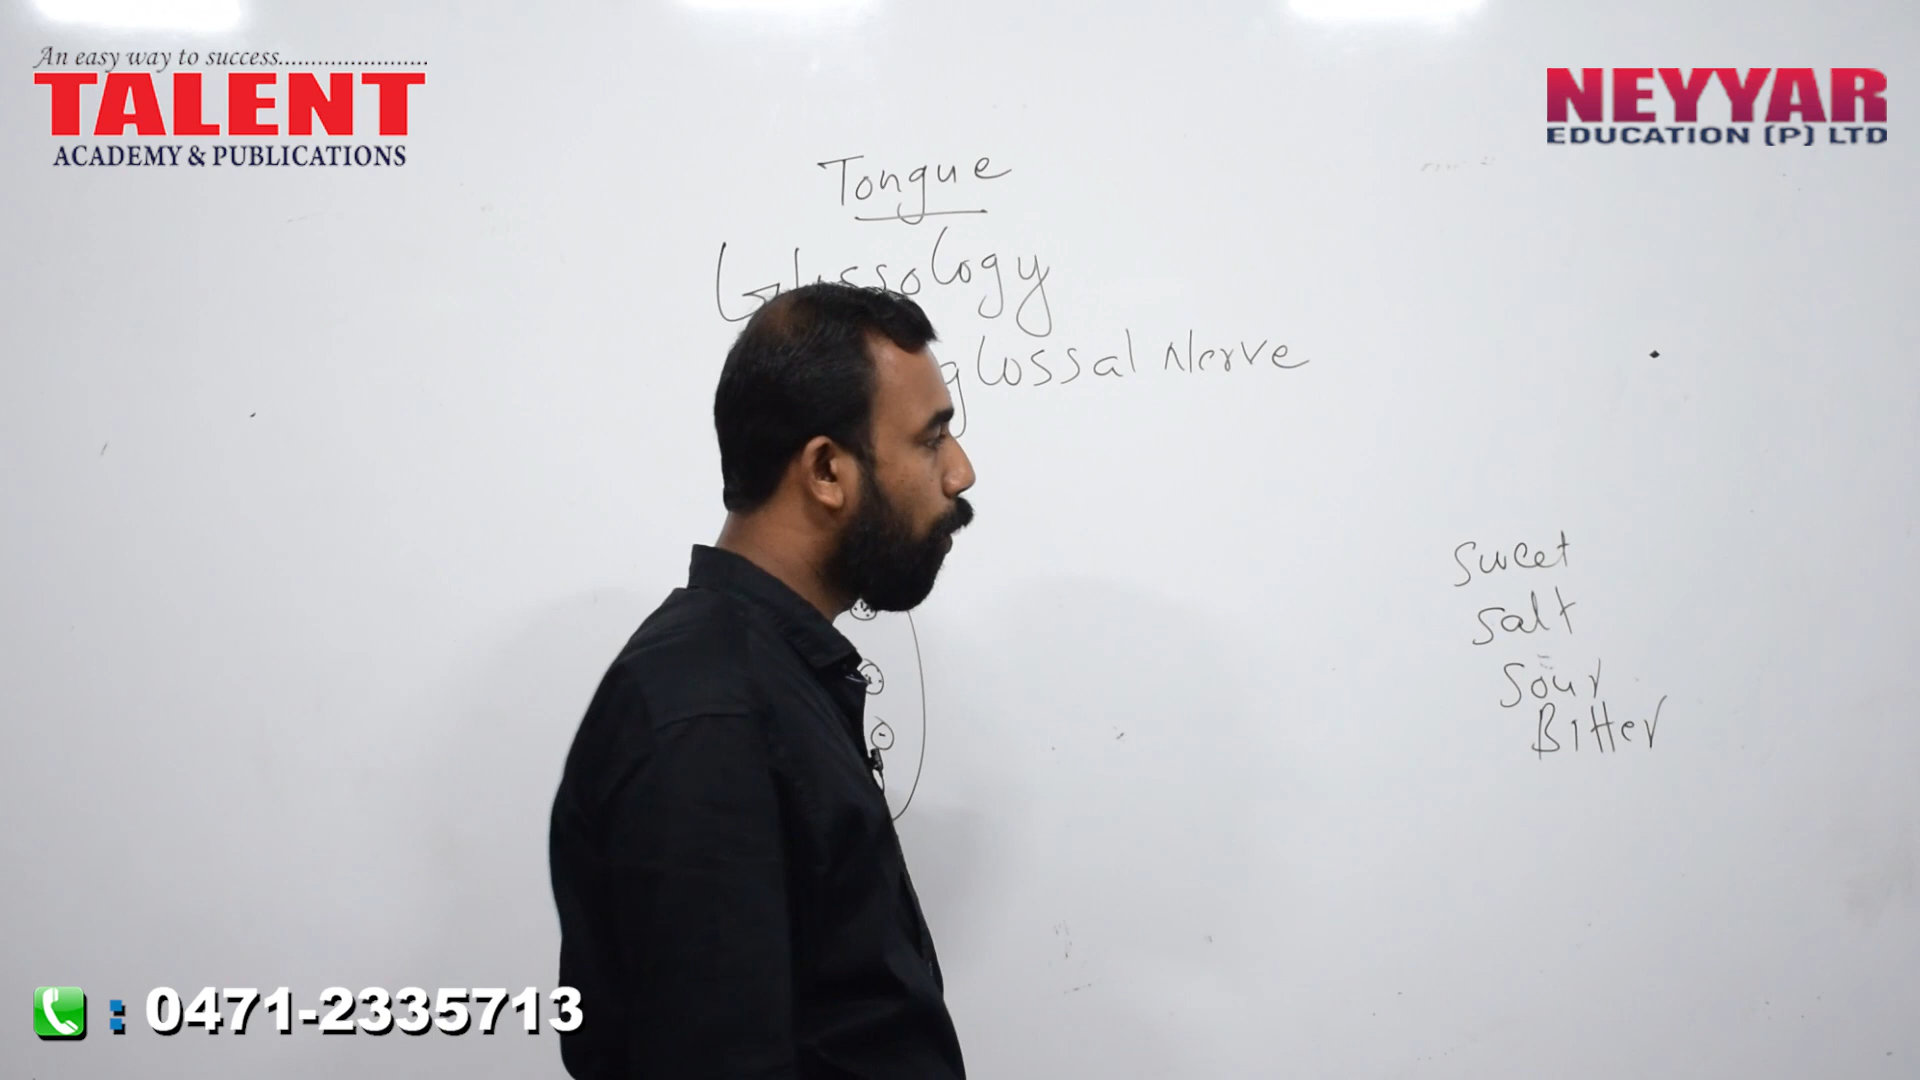 An easy way to success.......................
TALENT
ACADEMY & PUBLICATIONS
NEYYAR
EDUCATION (P) LTD
Tongue
Glossology
glossal Nerve
Sweet
Salt
Sour
Bitter
: 0471-2335713